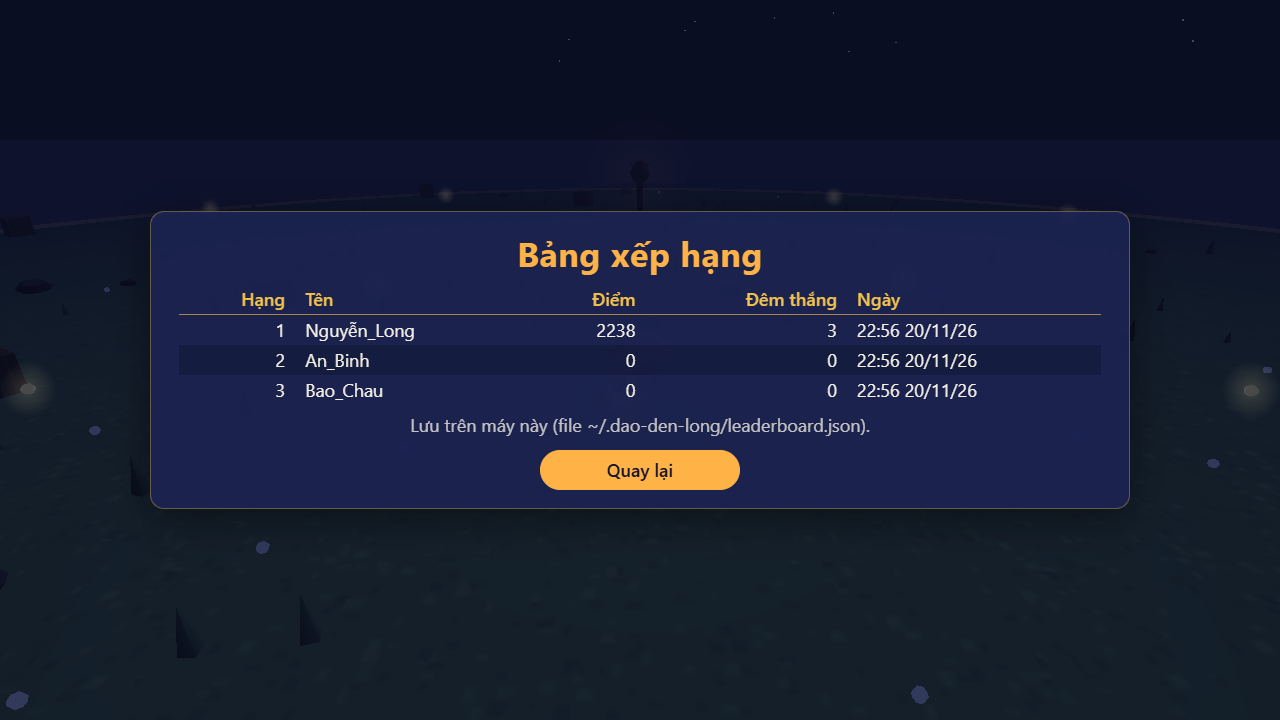 Bảng xếp hạng
Hạng Tên Điểm Đêm thắng Ngày
1 Nguyễn_Long 2238 3 22:56 20/11/26
2 An_Binh 0 0 22:56 20/11/26
3 Bao_Chau 0 0 22:56 20/11/26
Lưu trên máy này (file ~/.dao-den-long/leaderboard.json).
Quay lại